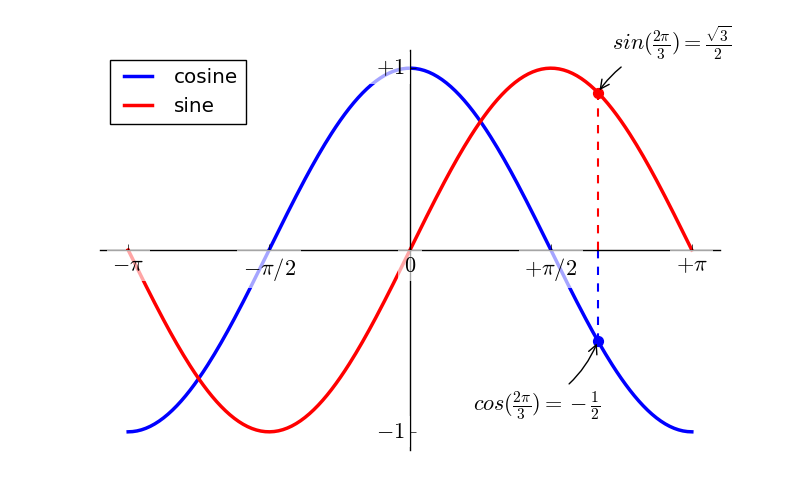 sin(2π/3) = √3/2
+1
cosine
sine
−π
−π/2
0
+π/2
+π
cos(2π/3) = −1/2
−1